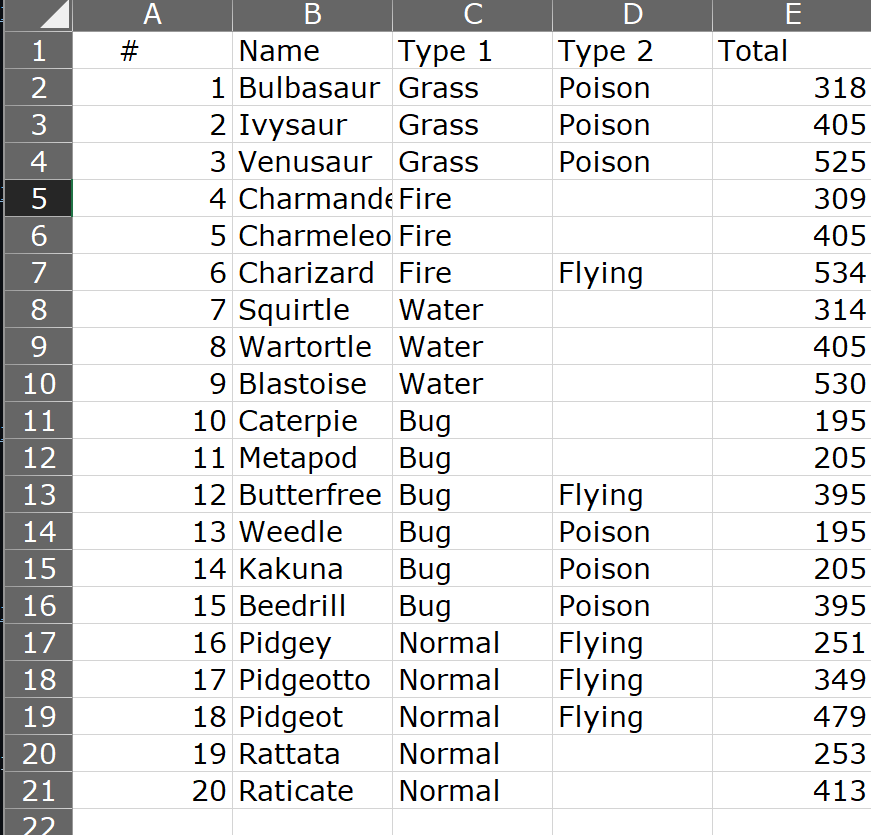 A B C D E
1 # Name Type 1 Type 2 Total
2 1 Bulbasaur Grass Poison 318
3 2 Ivysaur Grass Poison 405
4 3 Venusaur Grass Poison 525
5 4 Charmande Fire 309
6 5 Charmeleo Fire 405
7 6 Charizard Fire Flying 534
8 7 Squirtle Water 314
9 8 Wartortle Water 405
10 9 Blastoise Water 530
11 10 Caterpie Bug 195
12 11 Metapod Bug 205
13 12 Butterfree Bug Flying 395
14 13 Weedle Bug Poison 195
15 14 Kakuna Bug Poison 205
16 15 Beedrill Bug Poison 395
17 16 Pidgey Normal Flying 251
18 17 Pidgeotto Normal Flying 349
19 18 Pidgeot Normal Flying 479
20 19 Rattata Normal 253
21 20 Raticate Normal 413
22